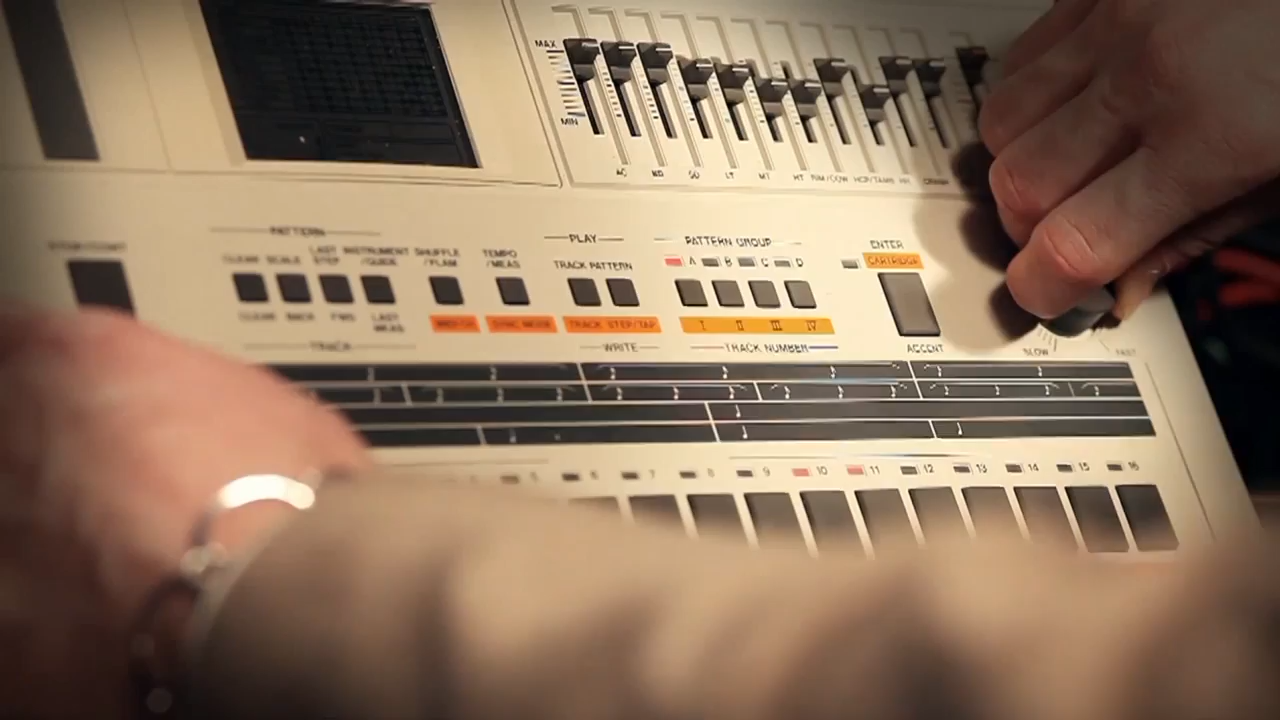 MAX
MIN
AC BD SD LT MT HT RIM/COW HCP/TAMB HH CRASH
PATTERN
CLEAR SCALE LAST STEP INSTRUMENT /GUIDE SHUFFLE /FLAM TEMPO /MEAS
PLAY
TRACK PATTERN
PATTERN GROUP
A B C D
ENTER
CARTRIDGE
CLEAR BACK FWD LAST MEAS
SYNC MODE TRACK STEP/TAP I II III IV
TRACK
WRITE
TRACK NUMBER
ACCENT
SLOW FAST
5 6 7 8 9 10 11 12 13 14 15 16